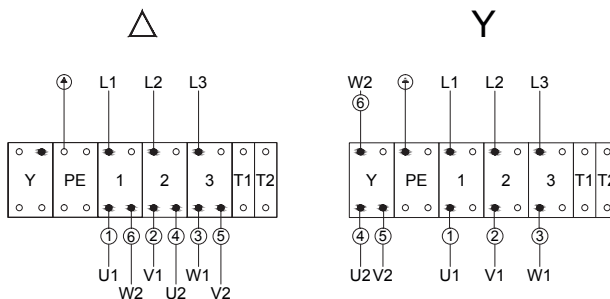 △ Y
L1 L2 L3 W2 ⑥ L1 L2 L3
Y PE 1 2 3 T1 T2 Y PE 1 2 3 T1 T2
① ⑥ ② ④ ③ ⑤ ④ ⑤ ① ② ③
U1 W2 V1 U2 W1 V2 U2 V2 U1 V1 W1